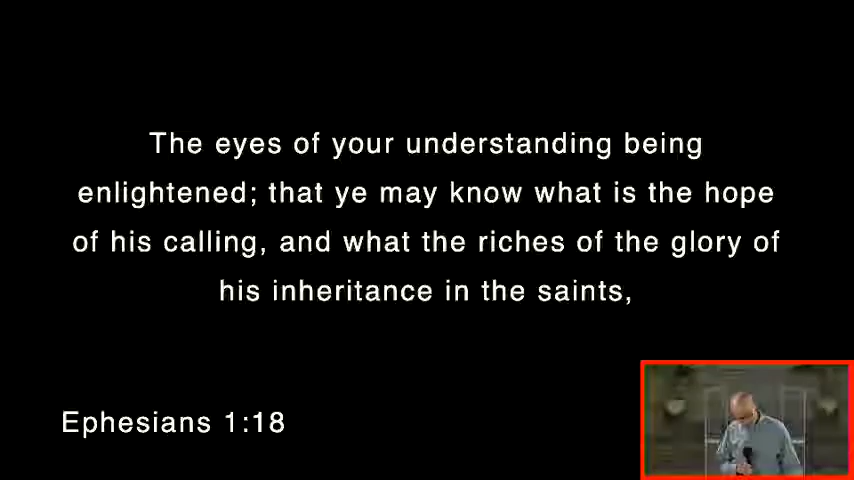 The eyes of your understanding being
enlightened; that ye may know what is the hope
of his calling, and what the riches of the glory of
his inheritance in the saints,
Ephesians 1:18